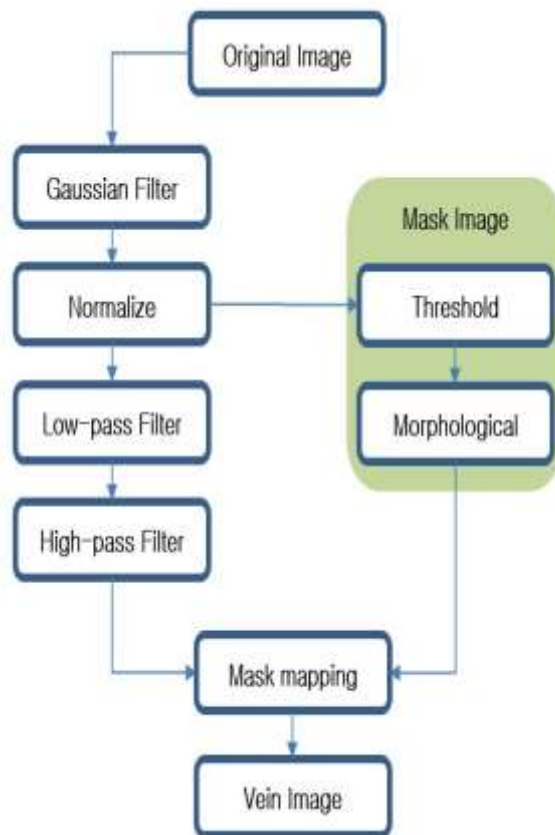 Original Image
Gaussian Filter
Mask Image
Normalize
Threshold
Low-pass Filter
Morphological
High-pass Filter
Mask mapping
Vein Image